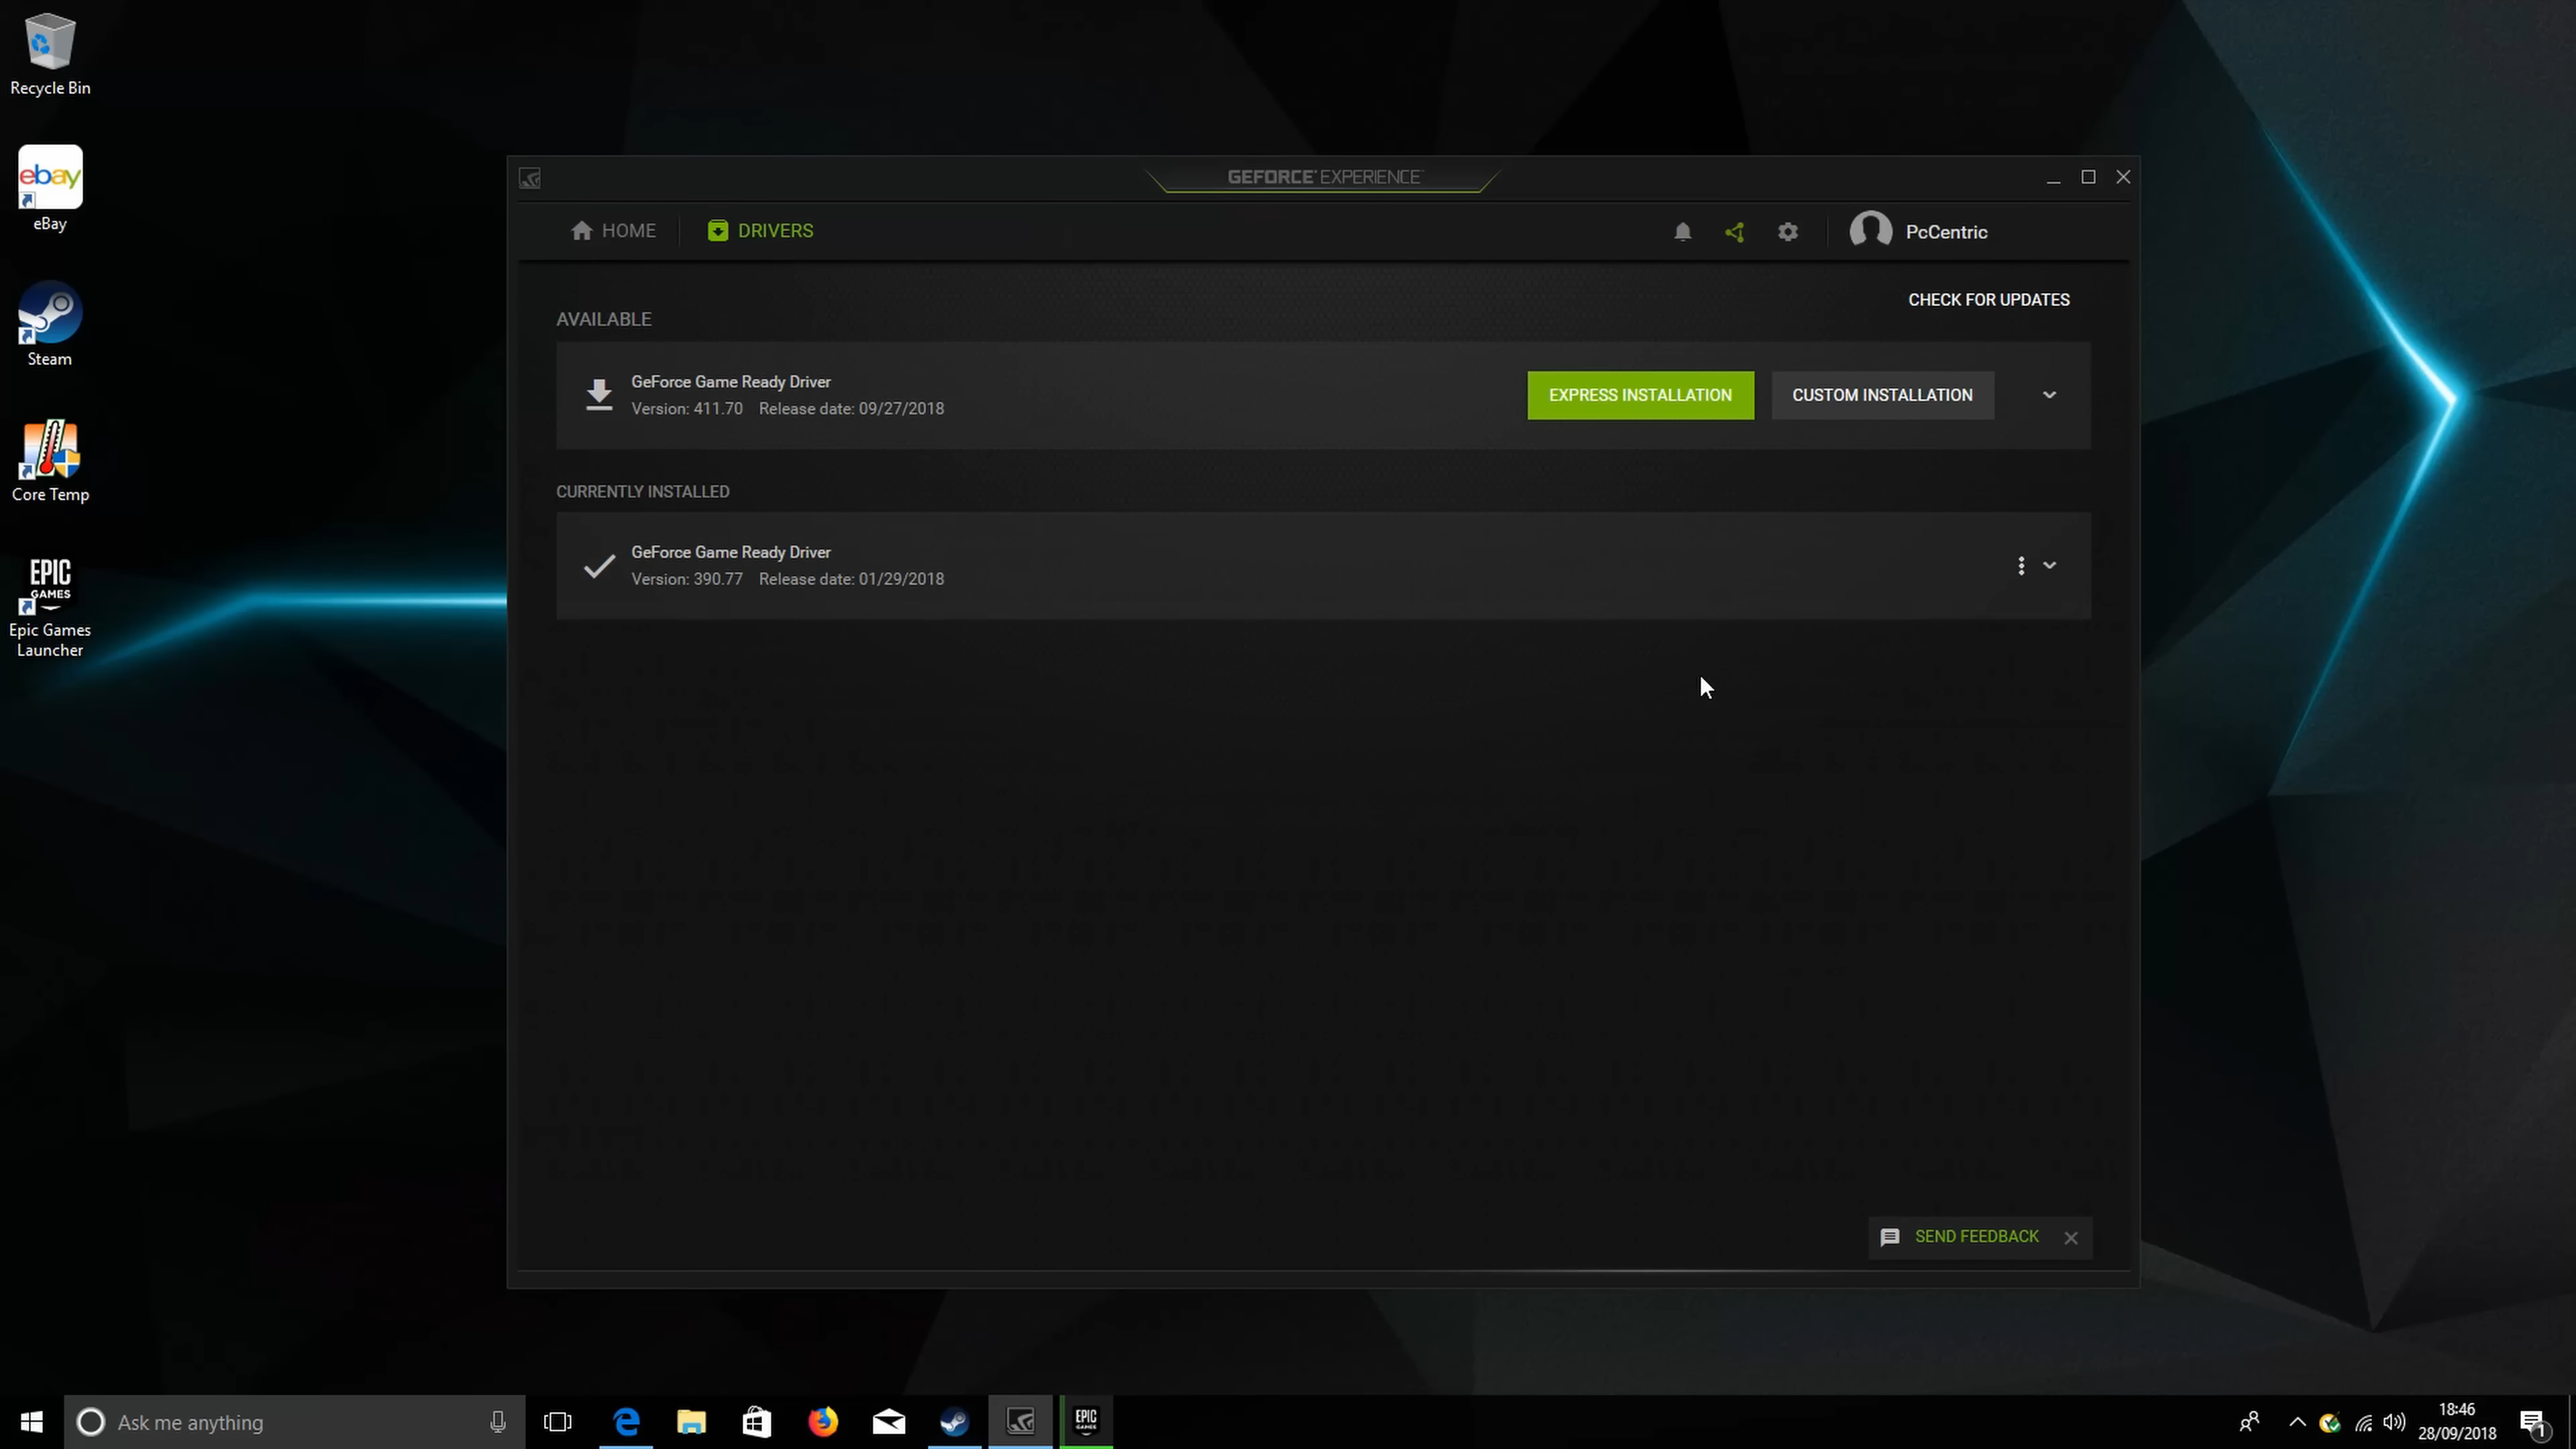 Recycle Bin
ebay
eBay
Steam
Core Temp
EPIC
GAMES
Epic Games
Launcher
GEFORCE EXPERIENCE
HOME
DRIVERS
PcCentric
CHECK FOR UPDATES
AVAILABLE
GeForce Game Ready Driver
Version: 411.70 Release date: 09/27/2018
EXPRESS INSTALLATION
CUSTOM INSTALLATION
CURRENTLY INSTALLED
GeForce Game Ready Driver
Version: 390.77 Release date: 01/29/2018
SEND FEEDBACK
Ask me anything
EPIC
GAMES
18:46
28/09/2018
1